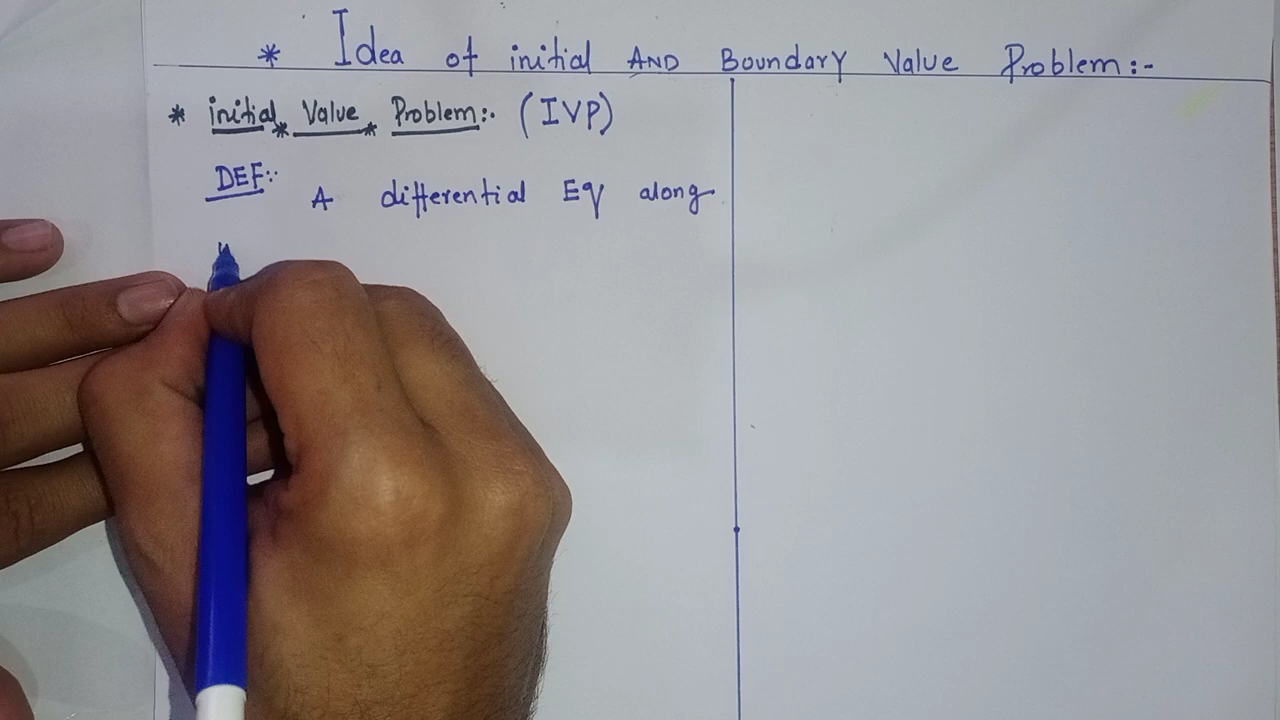 * Idea of initial AND Boundary Value Problem:-
* initial Value Problem:. (IVP)
DEF:. A differential Eq along